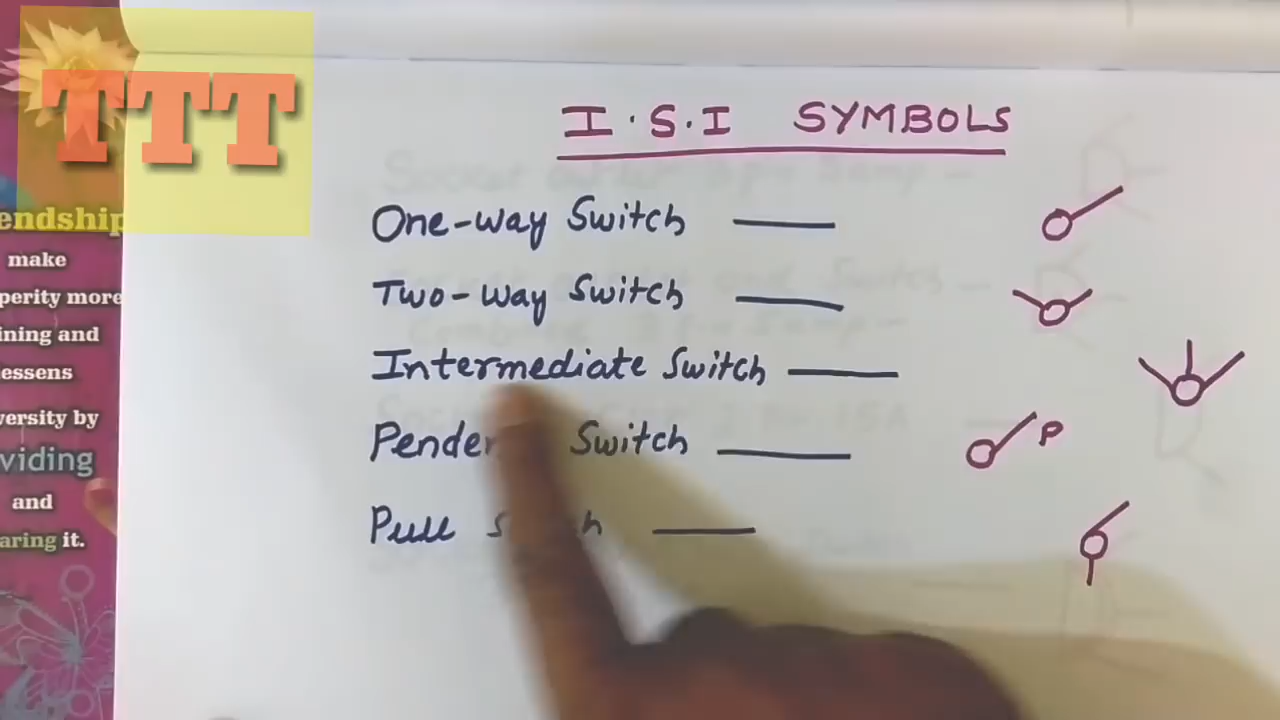 TTT
I.S.I SYMBOLS
One-way Switch
Two-way Switch
Intermediate Switch
Switch P
Pull
endship
make
perity more
ining and
essens
versity by
viding
and
aring it.